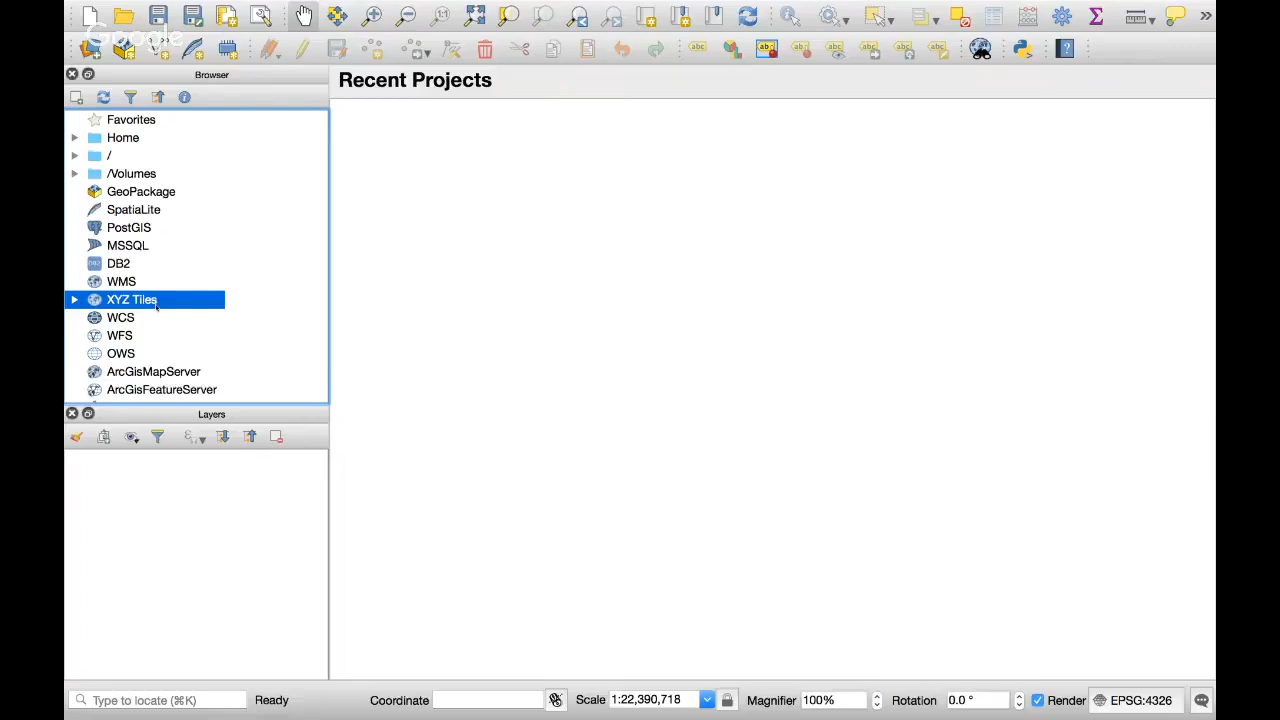 Google
Browser
Recent Projects
Favorites
Home
/
/Volumes
GeoPackage
SpatiaLite
PostGIS
MSSQL
DB2
WMS
XYZ Tiles
WCS
WFS
OWS
ArcGisMapServer
ArcGisFeatureServer
Layers
Type to locate (⌘K)
Ready
Coordinate
Scale 1:22,390,718
Magnifier 100%
Rotation 0.0 °
Render
EPSG:4326